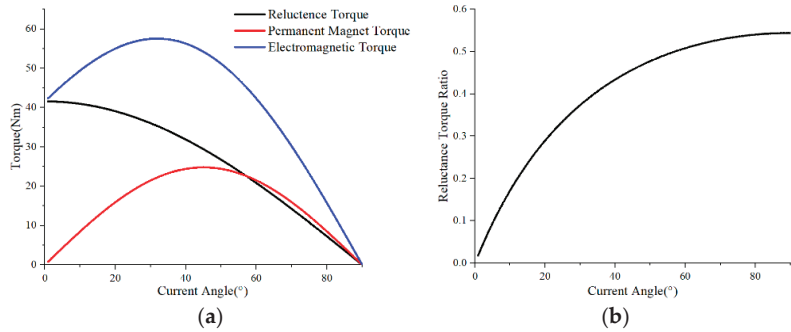 Reluctence Torque
Permanent Magnet Torque
Electromagnetic Torque
60
50
40
30
20
10
0
Torque(Nm)
0 20 40 60 80
Current Angle(°)
(a)
0.6
0.5
0.4
0.3
0.2
0.1
0.0
Reluctance Torque Ratio
0 20 40 60 80
Current Angle(°)
(b)